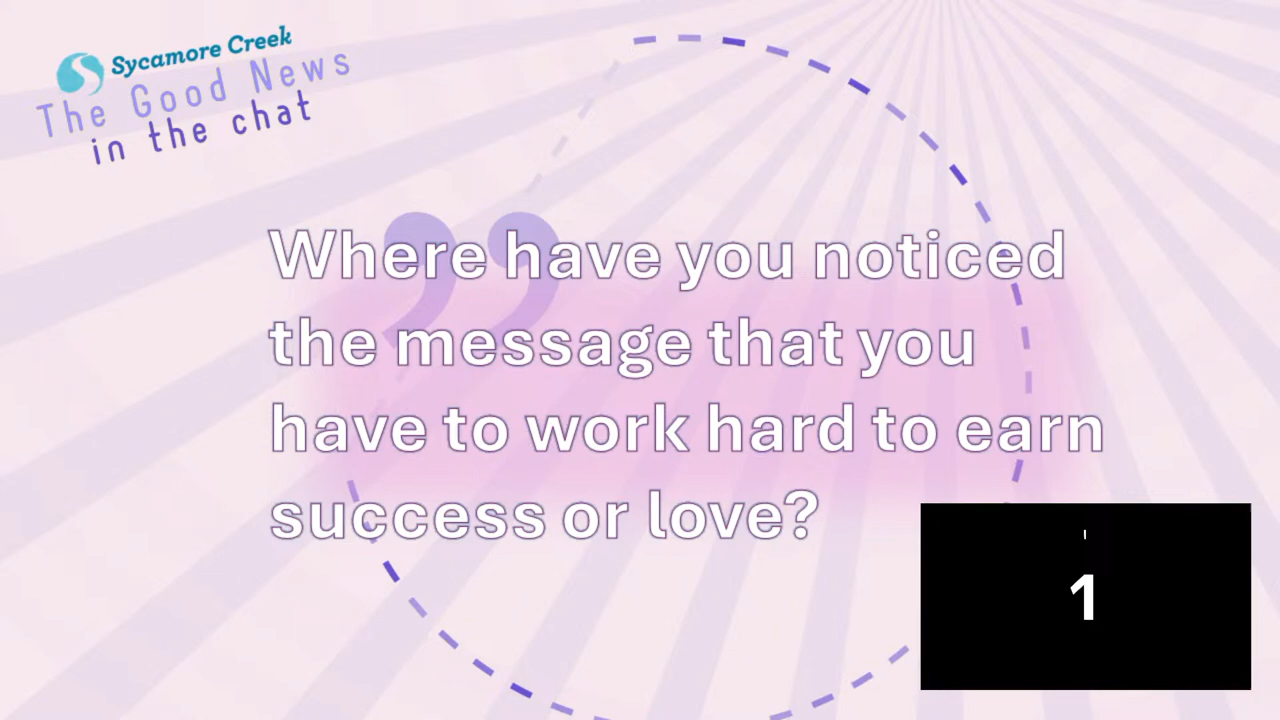 Sycamore Creek
The Good News
in the chat
”
Where have you noticed
the message that you
have to work hard to earn
success or love?
1